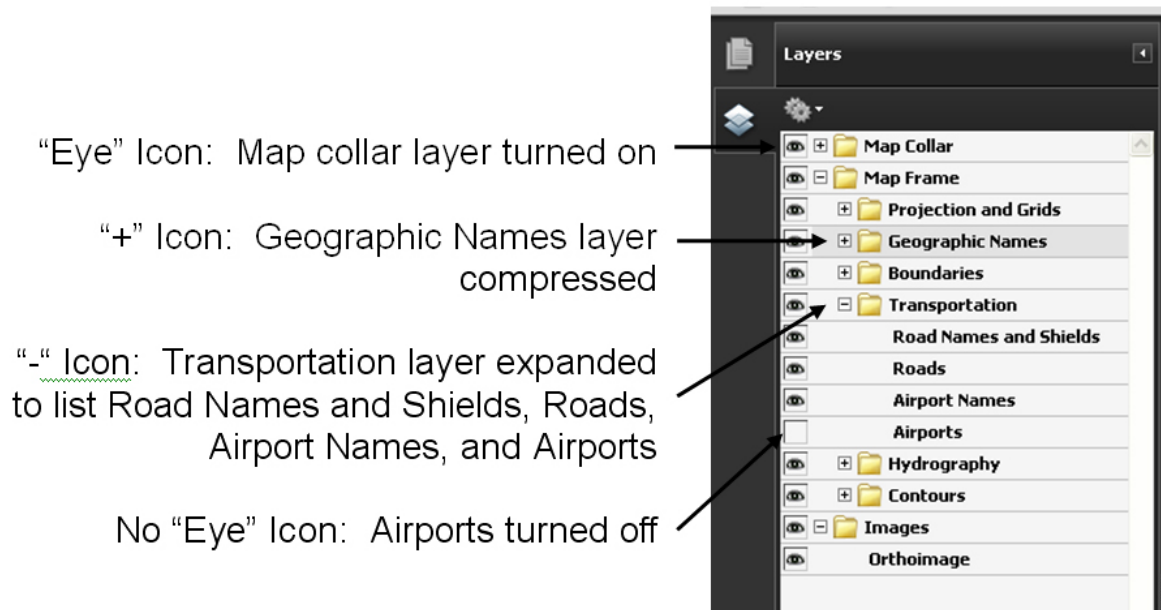 Layers
“Eye” Icon:  Map collar layer turned on
“+” Icon:  Geographic Names layer
compressed
“-“ Icon:  Transportation layer expanded
to list Road Names and Shields, Roads,
Airport Names, and Airports
No “Eye” Icon:  Airports turned off
Map Collar
Map Frame
Projection and Grids
Geographic Names
Boundaries
Transportation
Road Names and Shields
Roads
Airport Names
Airports
Hydrography
Contours
Images
Orthoimage